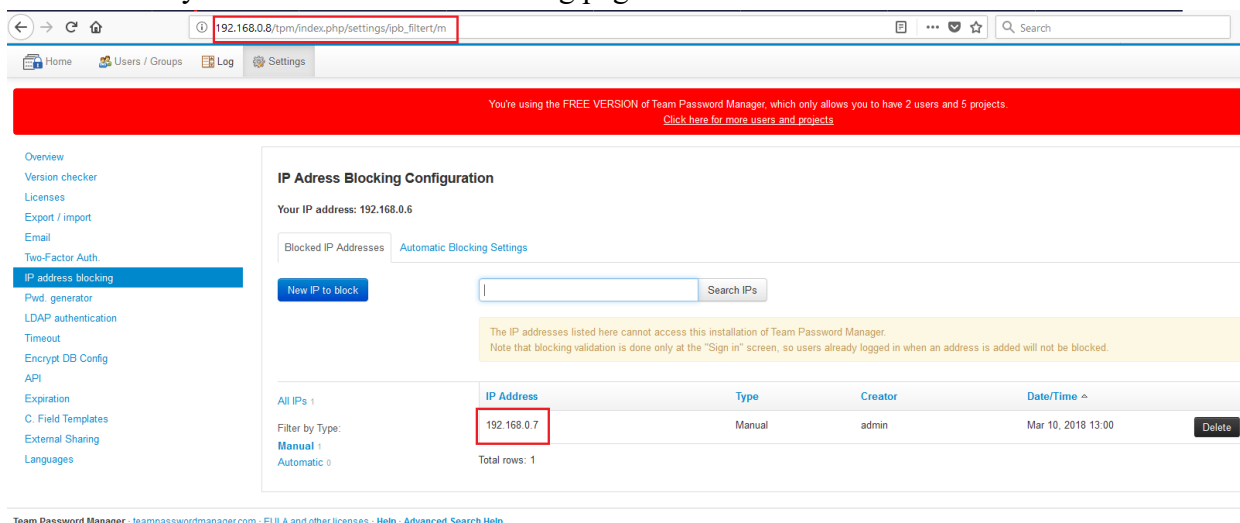 192.168.0.8/tpm/index.php/settings/ipb_filtert/m
Search
Home Users / Groups Log Settings
You're using the FREE VERSION of Team Password Manager, which only allows you to have 2 users and 5 projects.
Click here for more users and projects
Overview
Version checker
Licenses
Export / import
Email
Two-Factor Auth.
IP address blocking
Pwd. generator
LDAP authentication
Timeout
Encrypt DB Config
API
Expiration
C. Field Templates
External Sharing
Languages
IP Adress Blocking Configuration
Your IP address: 192.168.0.6
Blocked IP Addresses Automatic Blocking Settings
New IP to block Search IPs
The IP addresses listed here cannot access this installation of Team Password Manager.
Note that blocking validation is done only at the "Sign in" screen, so users already logged in when an address is added will not be blocked.
All IPs 1
Filter by Type:
Manual 1
Automatic 0
IP Address Type Creator Date/Time
192.168.0.7 Manual admin Mar 10, 2018 13:00 Delete
Total rows: 1
Team Password Manager - teampasswordmanager.com - EULA and other licenses - Help - Advanced Search Help